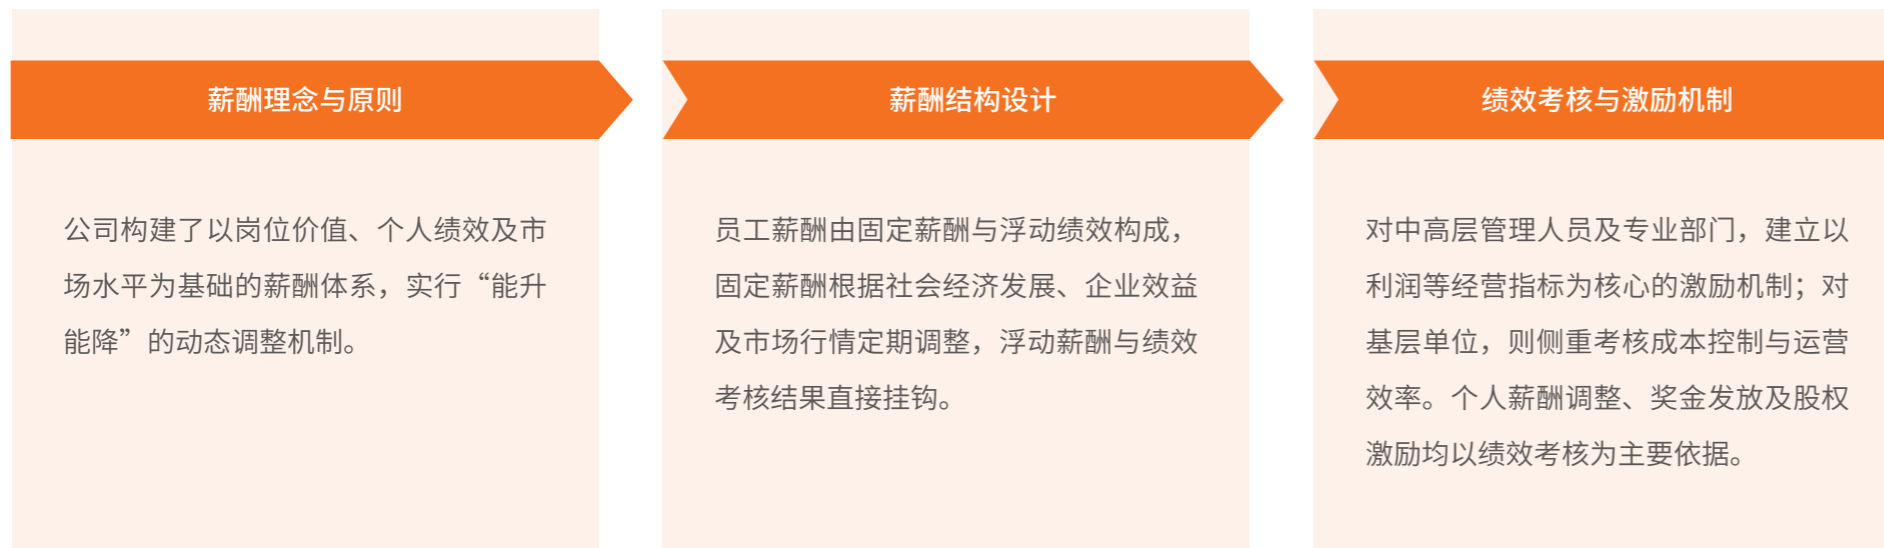 薪酬理念与原则
公司构建了以岗位价值、个人绩效及市
场水平为基础的薪酬体系，实行“能升
能降”的动态调整机制。
薪酬结构设计
员工薪酬由固定薪酬与浮动绩效构成，
固定薪酬根据社会经济发展、企业效益
及市场行情定期调整，浮动薪酬与绩效
考核结果直接挂钩。
绩效考核与激励机制
对中高层管理人员及专业部门，建立以
利润等经营指标为核心的激励机制；对
基层单位，则侧重考核成本控制与运营
效率。个人薪酬调整、奖金发放及股权
激励均以绩效考核为主要依据。